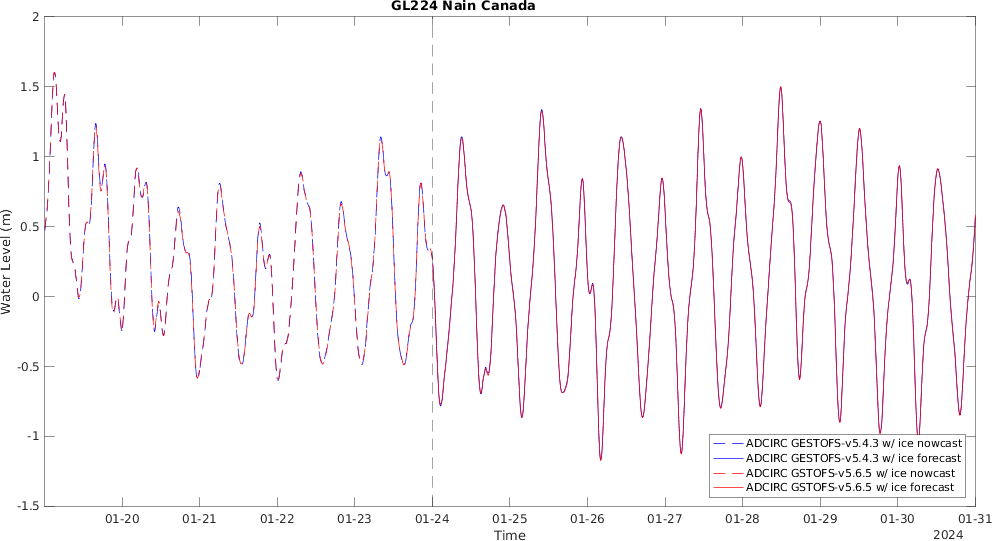 GL224 Nain Canada
2
1.5
1
0.5
0
-0.5
-1
-1.5
Water Level (m)
ADCIRC GESTOFS-v5.4.3 w/ ice nowcast
ADCIRC GESTOFS-v5.4.3 w/ ice forecast
ADCIRC GSTOFS-v5.6.5 w/ ice nowcast
ADCIRC GSTOFS-v5.6.5 w/ ice forecast
01-20 01-21 01-22 01-23 01-24 01-25 01-26 01-27 01-28 01-29 01-30 01-31
Time
2024